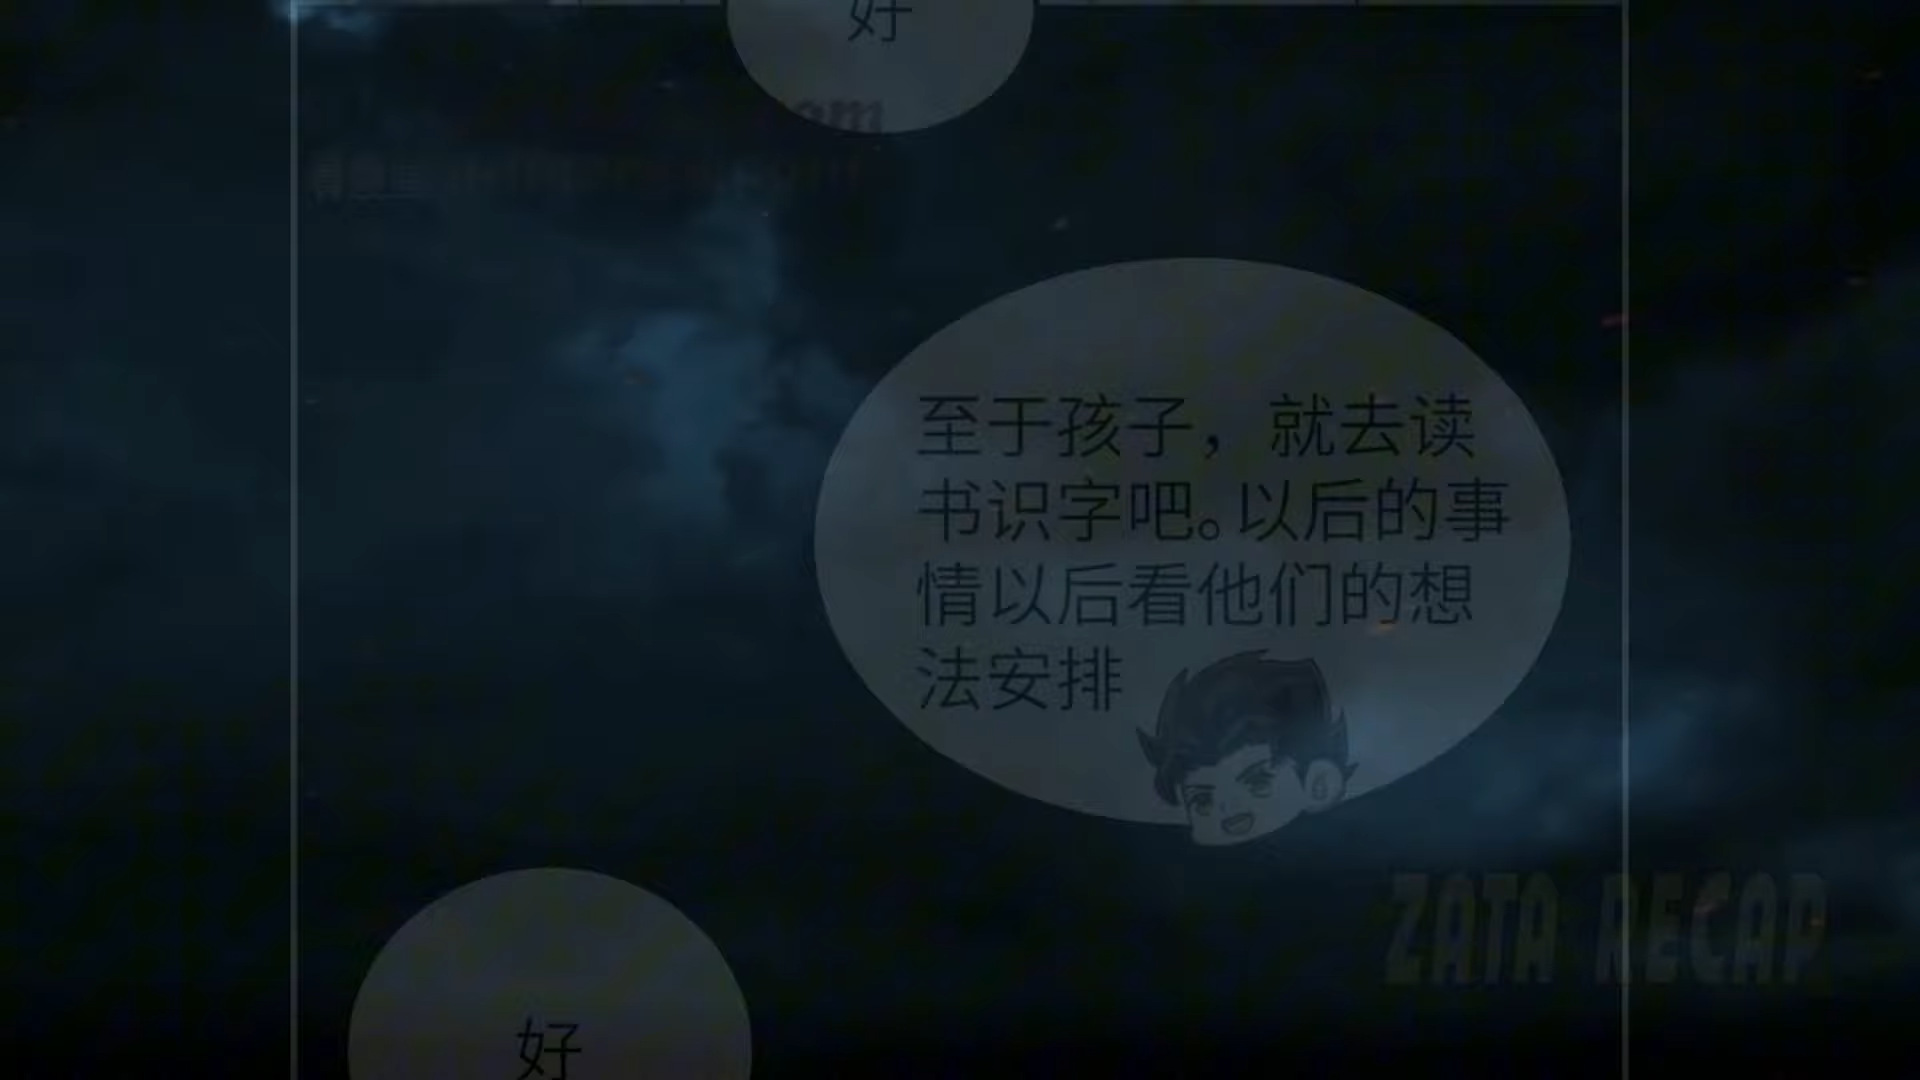 好
om
至于孩子，就去读
书识字吧。以后的事
情以后看他们的想
法安排
ZATA RECAP
好